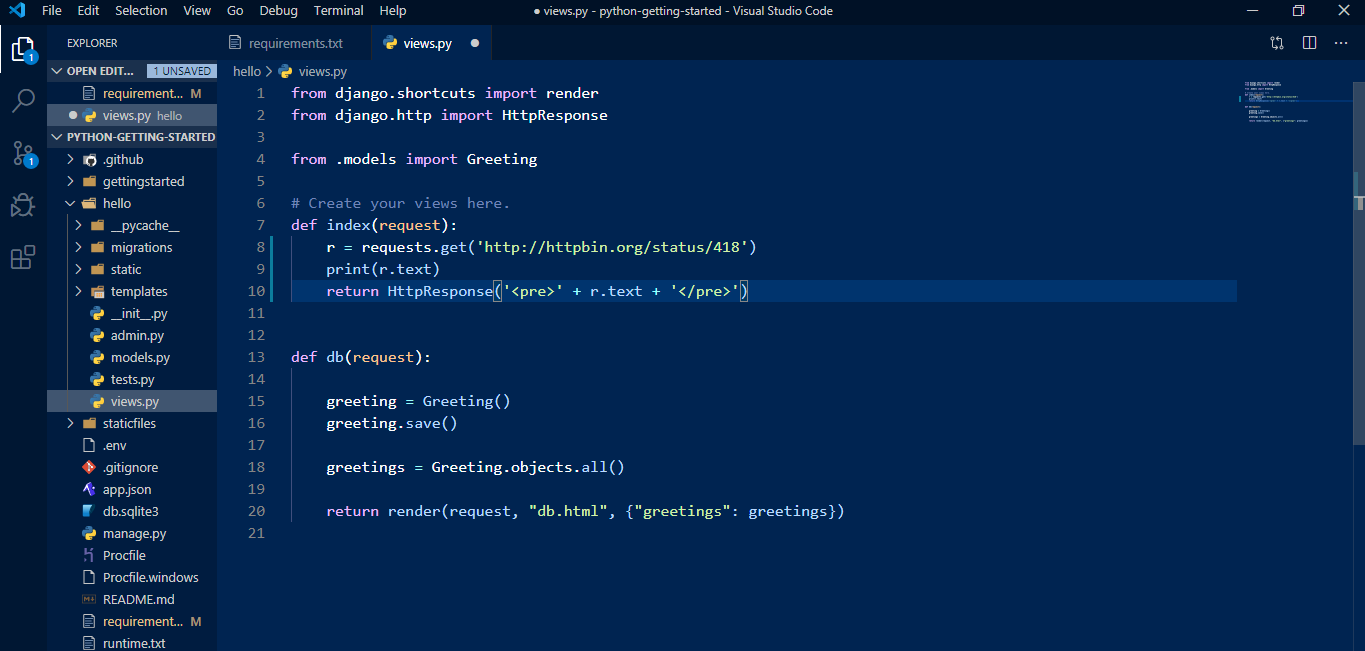 File Edit Selection View Go Debug Terminal Help ● views.py - python-getting-started - Visual Studio Code
EXPLORER
requirements.txt
views.py
OPEN EDIT... 1 UNSAVED
requirement... M
views.py hello
PYTHON-GETTING-STARTED
.github
gettingstarted
hello
__pycache__
migrations
static
templates
__init__.py
admin.py
models.py
tests.py
views.py
staticfiles
.env
.gitignore
app.json
db.sqlite3
manage.py
Procfile
Procfile.windows
README.md
requirement... M
runtime.txt
1
1
hello > views.py
1 from django.shortcuts import render
2 from django.http import HttpResponse
3
4 from .models import Greeting
5
6 # Create your views here.
7 def index(request):
8     r = requests.get('http://httpbin.org/status/418')
9     print(r.text)
10     return HttpResponse('<pre>' + r.text + '</pre>')
11
12
13 def db(request):
14
15     greeting = Greeting()
16     greeting.save()
17
18     greetings = Greeting.objects.all()
19
20     return render(request, "db.html", {"greetings": greetings})
21